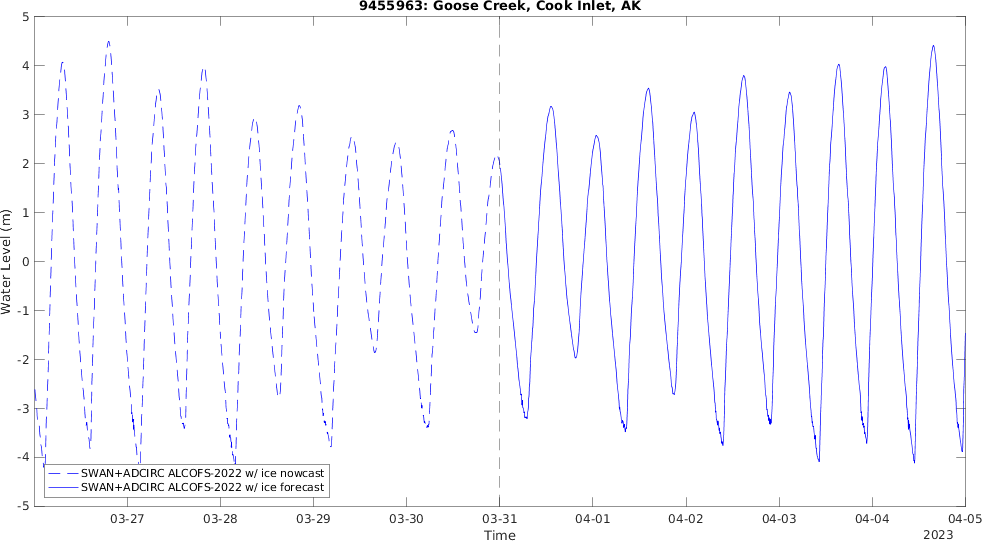 9455963: Goose Creek, Cook Inlet, AK
5
4
3
2
1
0
-1
-2
-3
-4
-5
Water Level (m)
SWAN+ADCIRC ALCOFS-2022 w/ ice nowcast
SWAN+ADCIRC ALCOFS-2022 w/ ice forecast
03-27 03-28 03-29 03-30 03-31 04-01 04-02 04-03 04-04 04-05
Time
2023